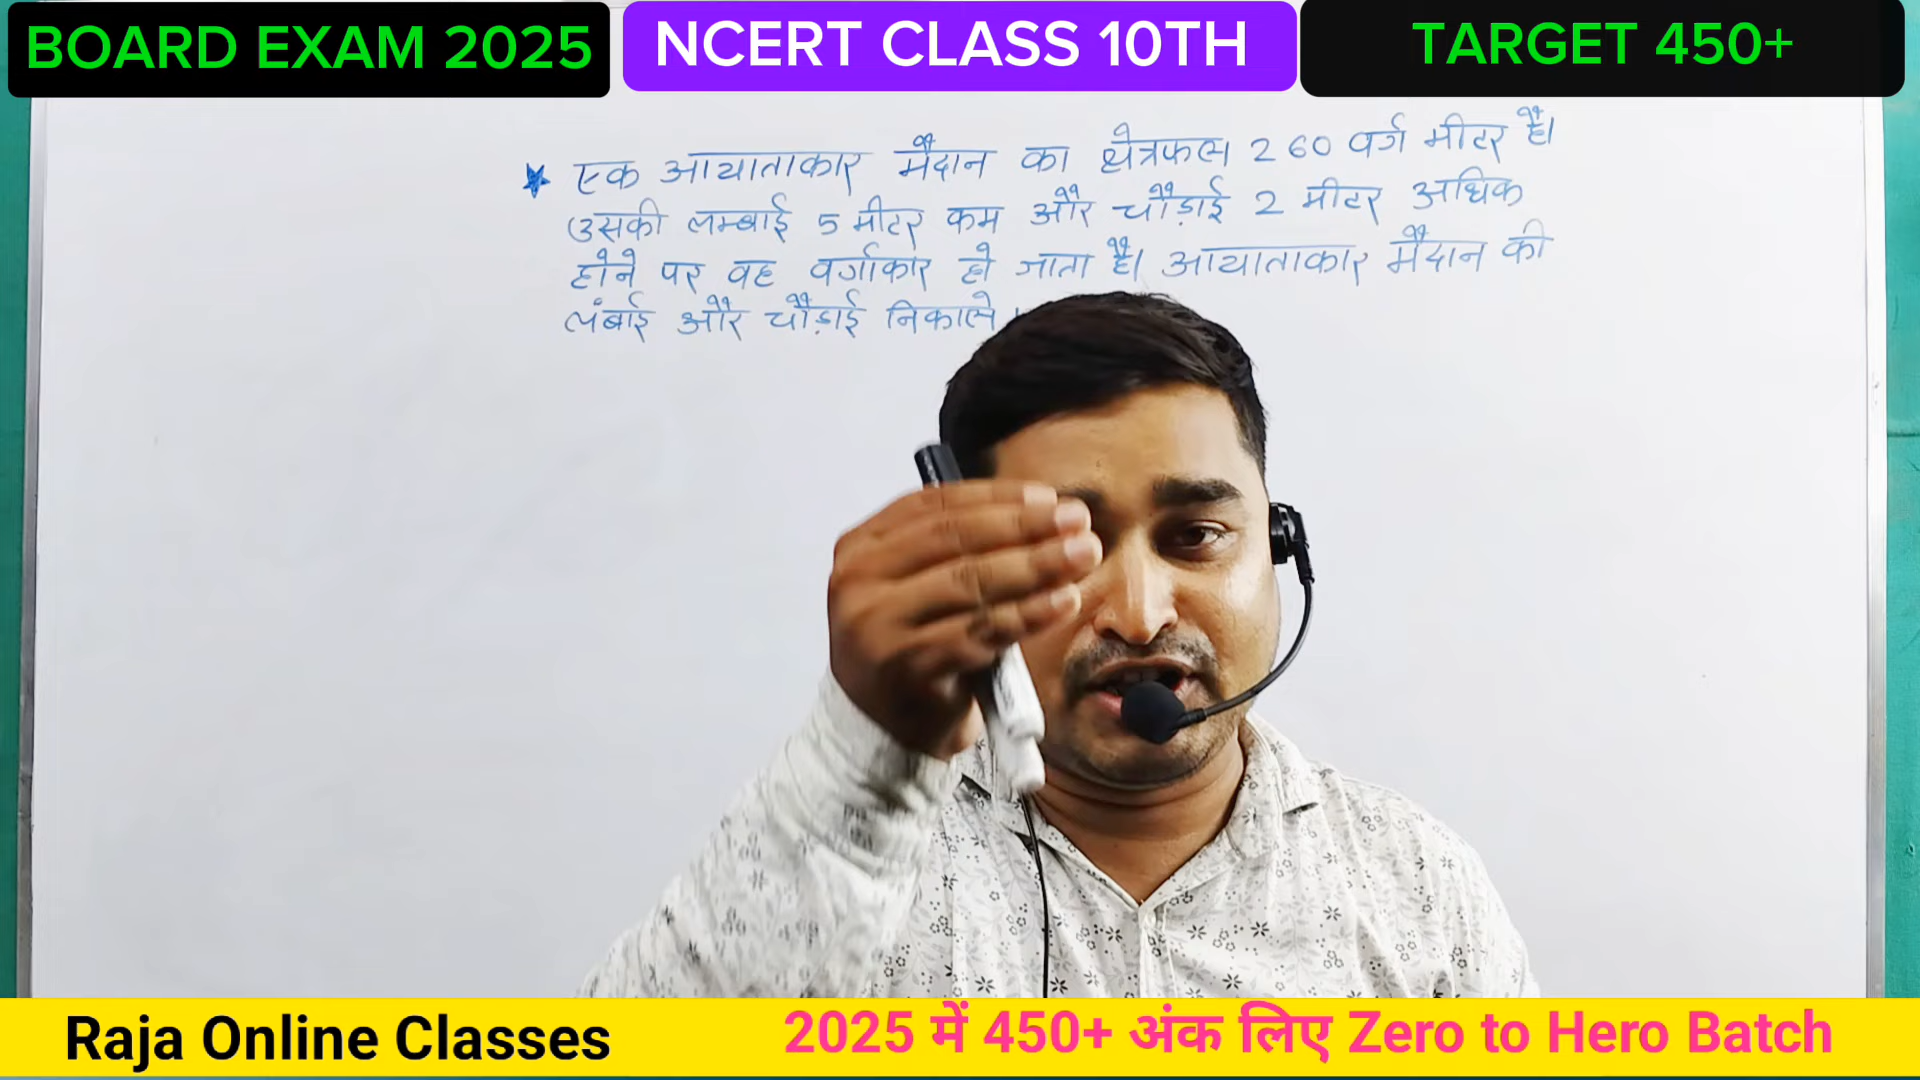 BOARD EXAM 2025
NCERT CLASS 10TH
TARGET 450+
एक आयाताकार मैदान का क्षेत्रफल 260 वर्ग मीटर है।
उसकी लम्बाई 5 मीटर कम और चौड़ाई 2 मीटर अधिक
होने पर वह वर्गाकार हो जाता है। आयाताकार मैदान की
लंबाई और चौड़ाई निकाले।
Raja Online Classes
2025 में 450+ अंक लिए Zero to Hero Batch